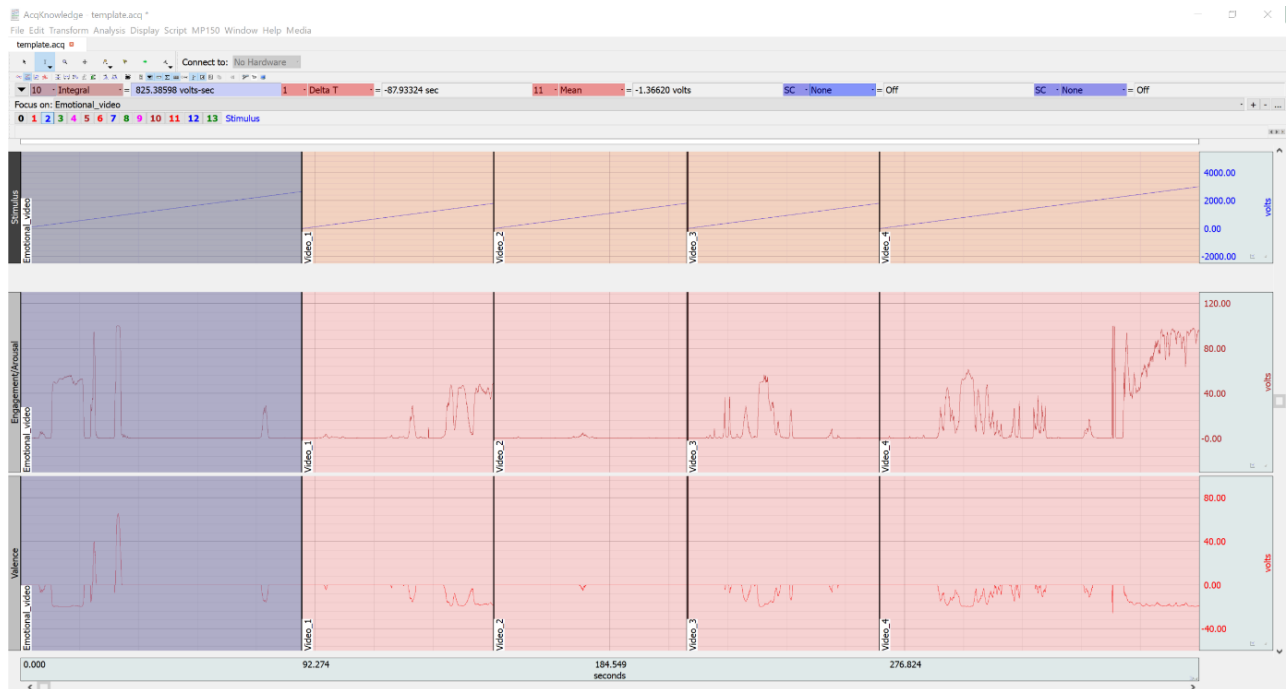 AcqKnowledge - template.acq *
File Edit Transform Analysis Display Script MP150 Window Help Media
template.acq
Connect to: No Hardware
10 - Integral = 825.38598 volts-sec 1 - Delta T = -87.93324 sec 11 - Mean = -1.36620 volts SC - None = Off SC - None = Off
Focus on: Emotional_video + - ...
0 1 2 3 4 5 6 7 8 9 10 11 12 13 Stimulus
Stimulus
Emotional_video
Video_1
Video_2
Video_3
Video_4
4000.00
2000.00
0.00
-2000.00
volts
Engagement/Arousal
Emotional_video
Video_1
Video_2
Video_3
Video_4
120.00
80.00
40.00
-0.00
volts
Valence
Emotional_video
Video_1
Video_2
Video_3
Video_4
80.00
40.00
0.00
-40.00
volts
0.000 92.274 184.549 276.824
seconds